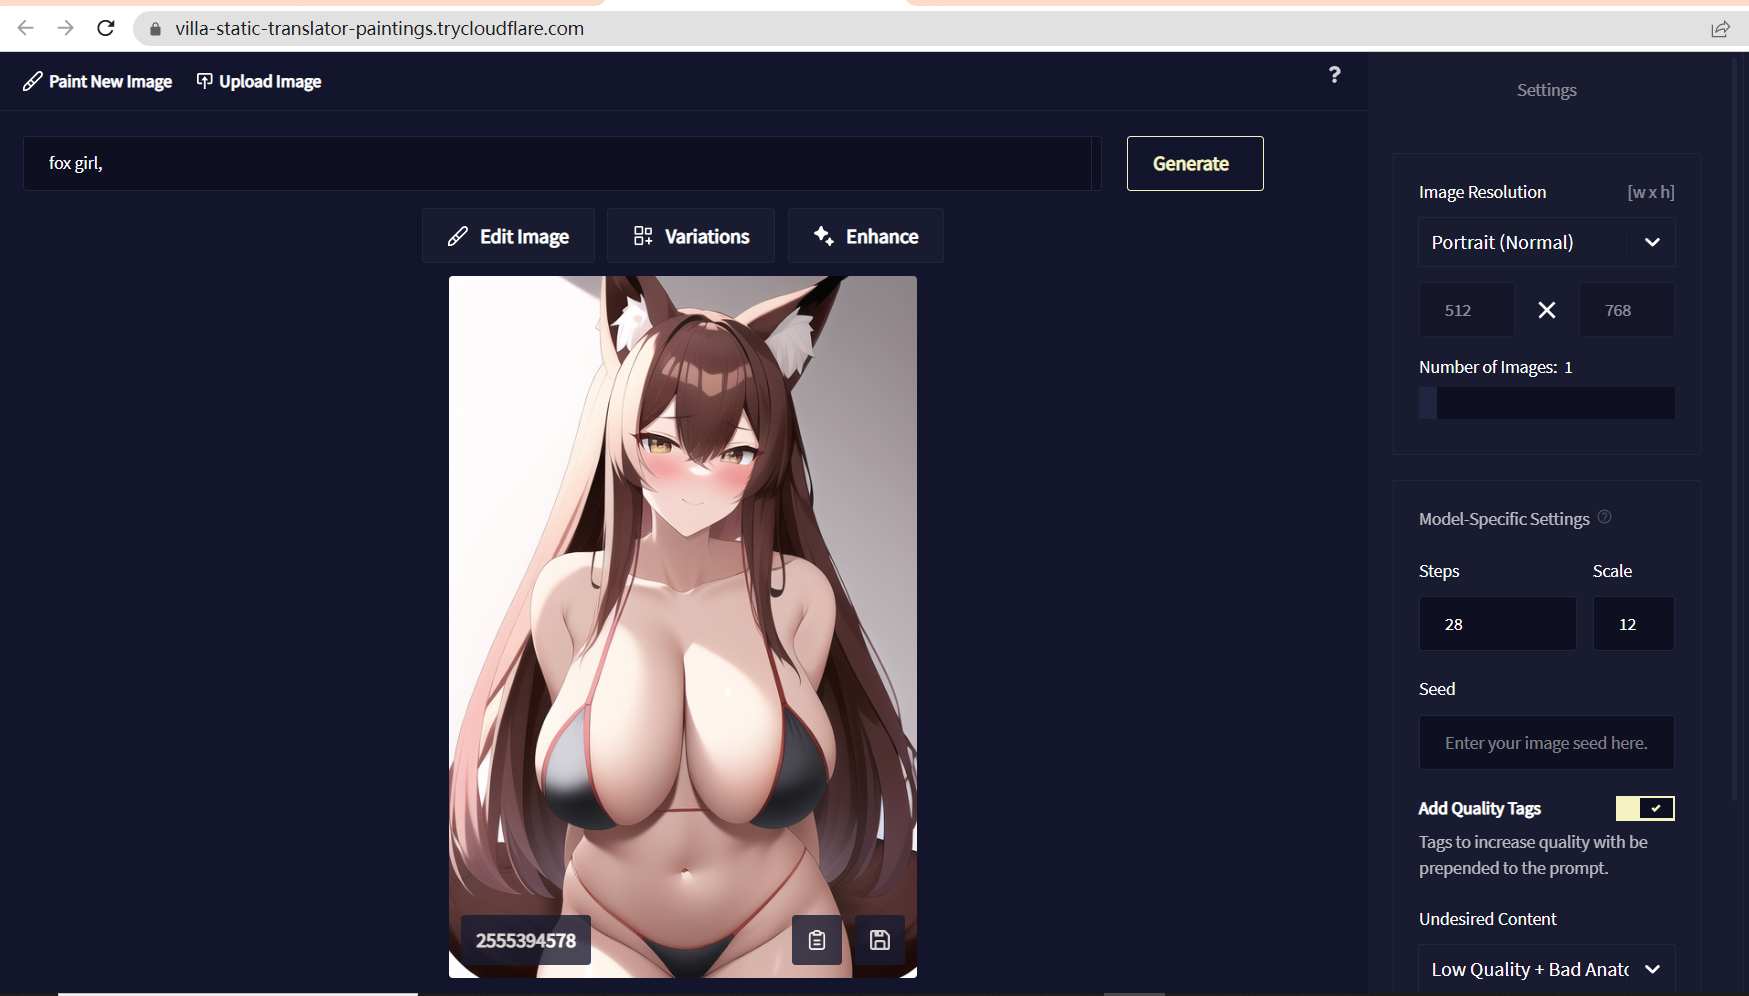 villa-static-translator-paintings.trycloudflare.com
Paint New Image
Upload Image
?
Settings
fox girl,
Generate
Image Resolution
[w x h]
Edit Image
Variations
Enhance
Portrait (Normal)
512
768
Number of Images: 1
Model-Specific Settings
Steps
Scale
28
12
Seed
Enter your image seed here.
Add Quality Tags
Tags to increase quality with be
prepended to the prompt.
Undesired Content
2555394578
Low Quality + Bad Anato